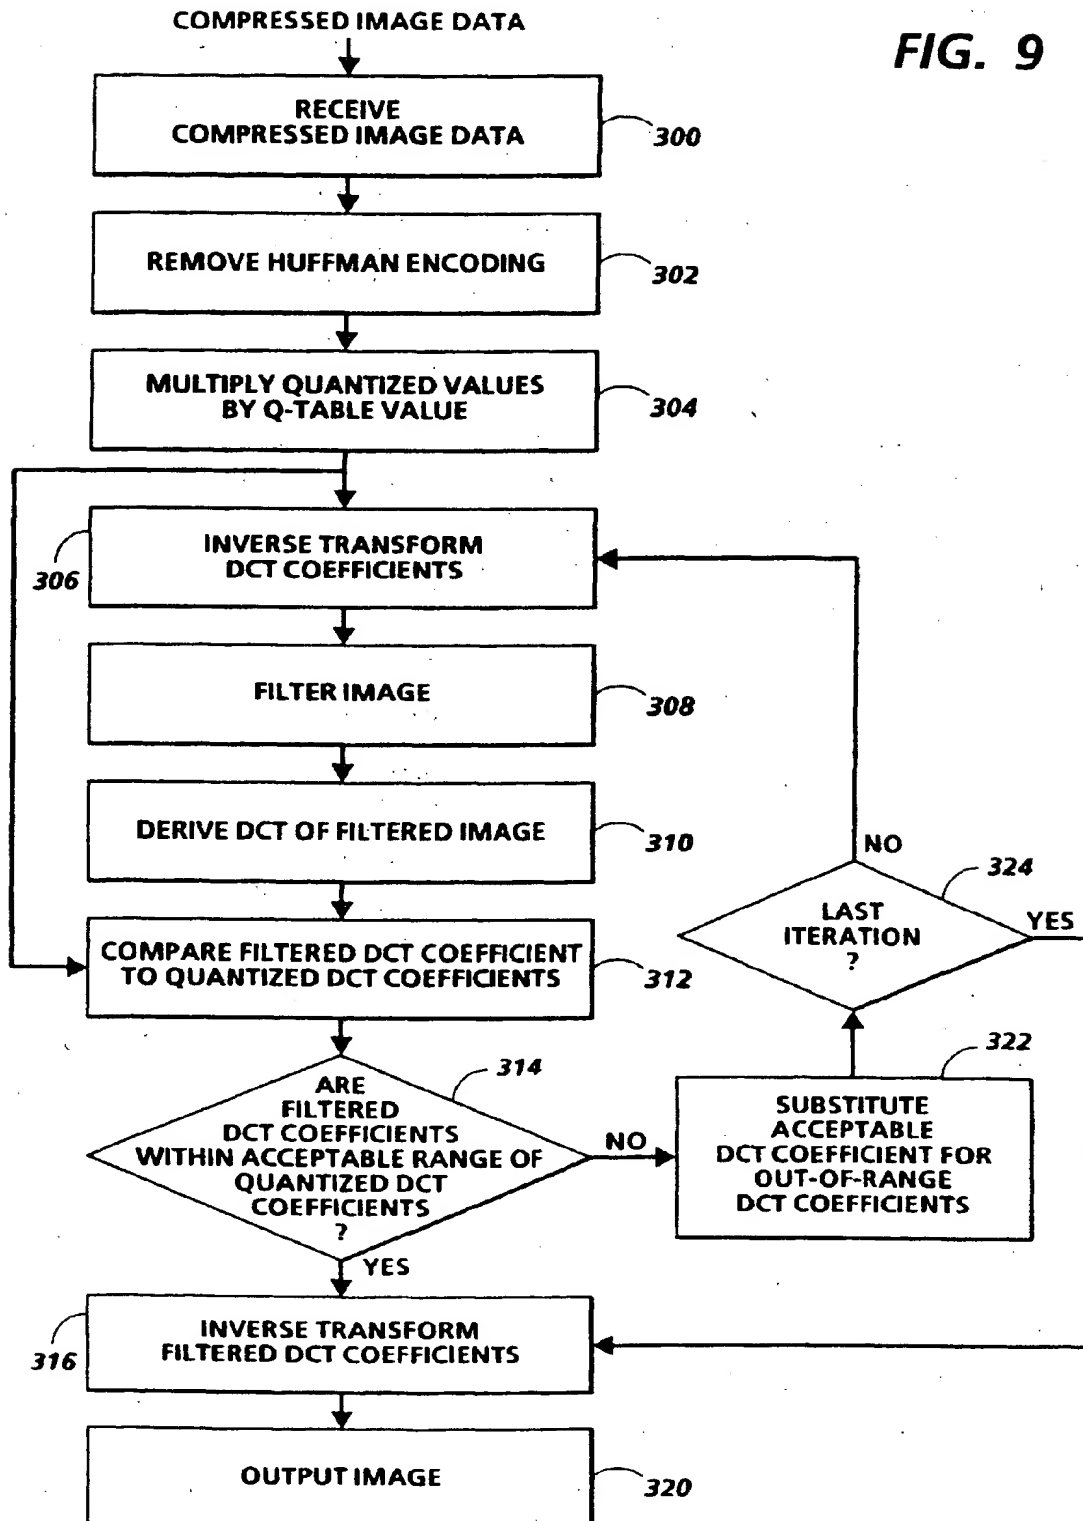 COMPRESSED IMAGE DATA
FIG. 9
RECEIVE
COMPRESSED IMAGE DATA
300
REMOVE HUFFMAN ENCODING
302
MULTIPLY QUANTIZED VALUES
BY Q-TABLE VALUE
304
INVERSE TRANSFORM
DCT COEFFICIENTS
306
FILTER IMAGE
308
DERIVE DCT OF FILTERED IMAGE
310
COMPARE FILTERED DCT COEFFICIENT
TO QUANTIZED DCT COEFFICIENTS
312
ARE
FILTERED
DCT COEFFICIENTS
WITHIN ACCEPTABLE RANGE OF
QUANTIZED DCT
COEFFICIENTS
?
314
NO
YES
SUBSTITUTE
ACCEPTABLE
DCT COEFFICIENT FOR
OUT-OF-RANGE
DCT COEFFICIENTS
322
LAST
ITERATION
?
324
NO
YES
INVERSE TRANSFORM
FILTERED DCT COEFFICIENTS
316
OUTPUT IMAGE
320